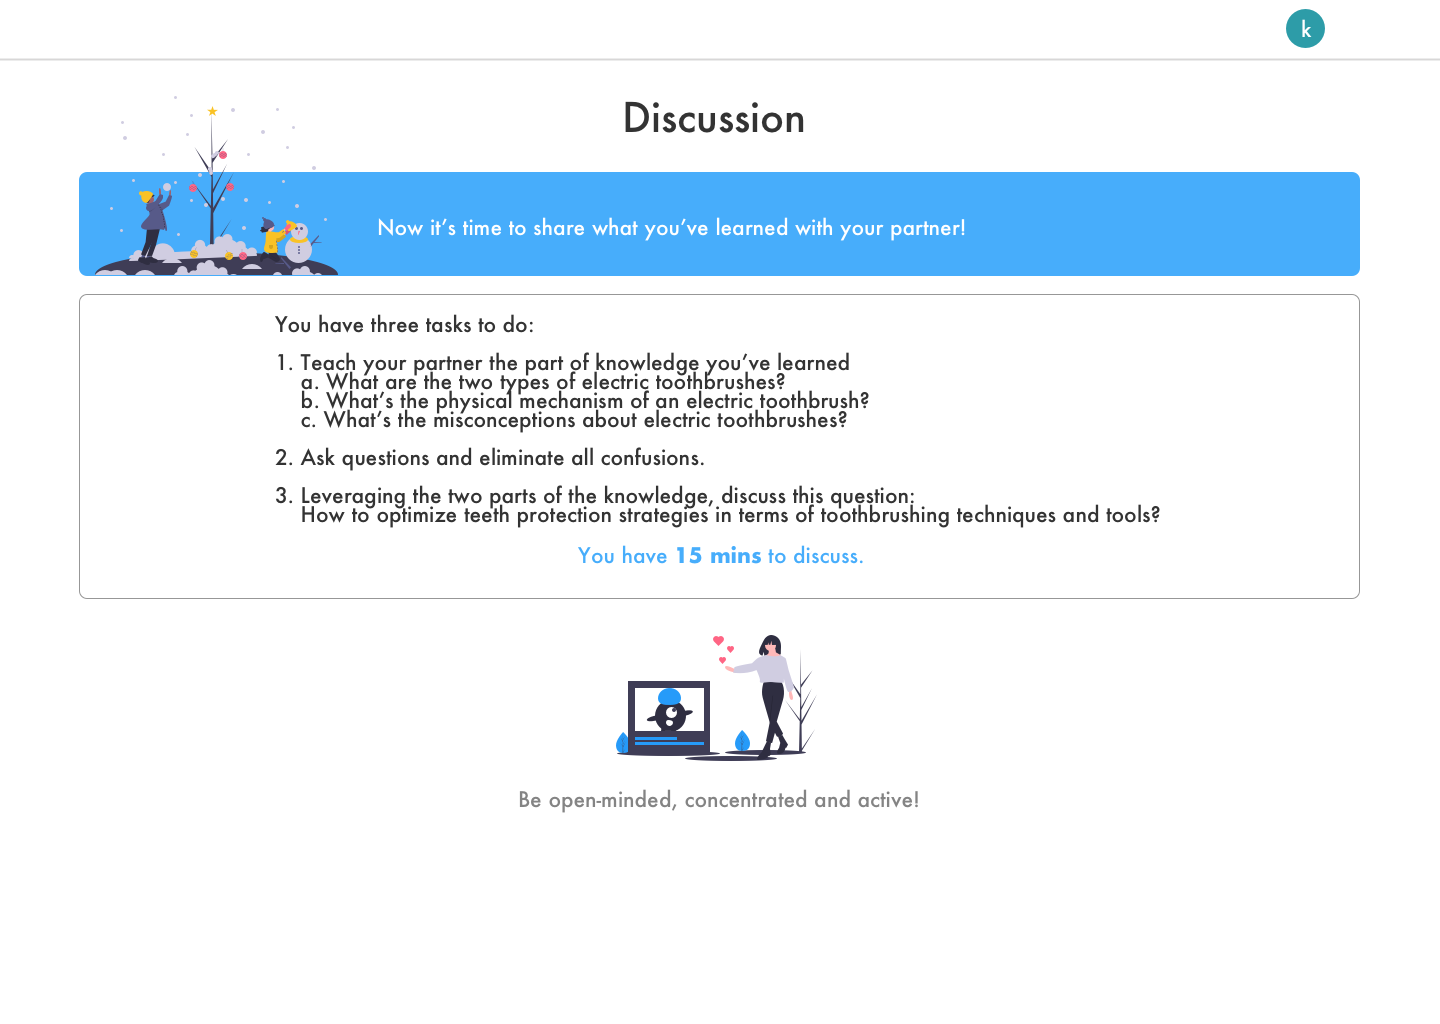 k
Discussion
Now it’s time to share what you’ve learned with your partner!
You have three tasks to do:
1. Teach your partner the part of knowledge you’ve learned
a. What are the two types of electric toothbrushes?
b. What’s the physical mechanism of an electric toothbrush?
c. What’s the misconceptions about electric toothbrushes?
2. Ask questions and eliminate all confusions.
3. Leveraging the two parts of the knowledge, discuss this question:
How to optimize teeth protection strategies in terms of toothbrushing techniques and tools?
You have 15 mins to discuss.
Be open-minded, concentrated and active!